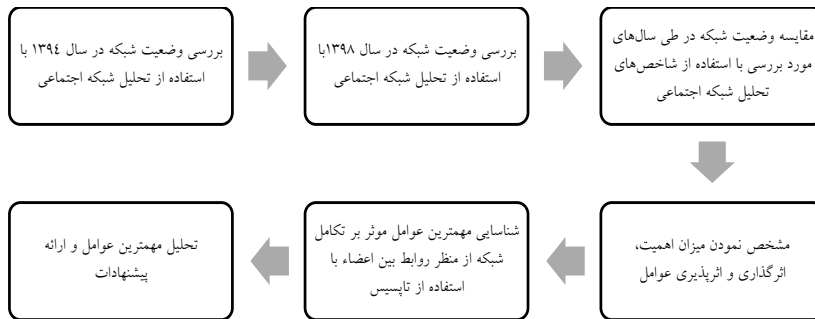 بررسی وضعیت شبکه در سال ۱۳۹٤ با
استفاده از تحلیل شبکه اجتماعی
بررسی وضعیت شبکه در سال ۱۳۹۸با
استفاده از تحلیل شبکه اجتماعی
مقایسه وضعیت شبکه در طی سال‌های
مورد بررسی با استفاده از شاخص‌های
تحلیل شبکه اجتماعی
مشخص نمودن میزان اهمیت،
اثرگذاری و اثرپذیری عوامل
شناسایی مهمترین عوامل موثر بر تکامل
شبکه از منظر روابط بین اعضاء با
استفاده از تاپسیس
تحلیل مهمترین عوامل و ارائه
پیشنهادات